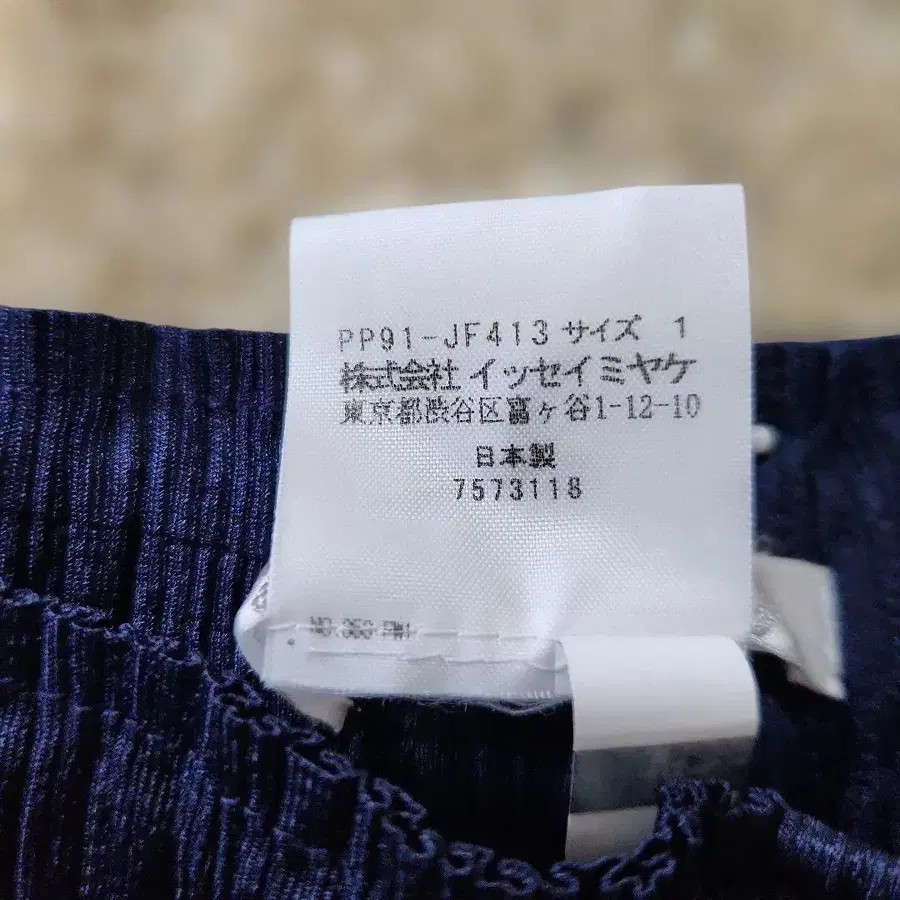 PP91-JF413 サイズ 1
株式会社 イッセイミヤケ
東京都渋谷区富ヶ谷1-12-10
日本製
7573118